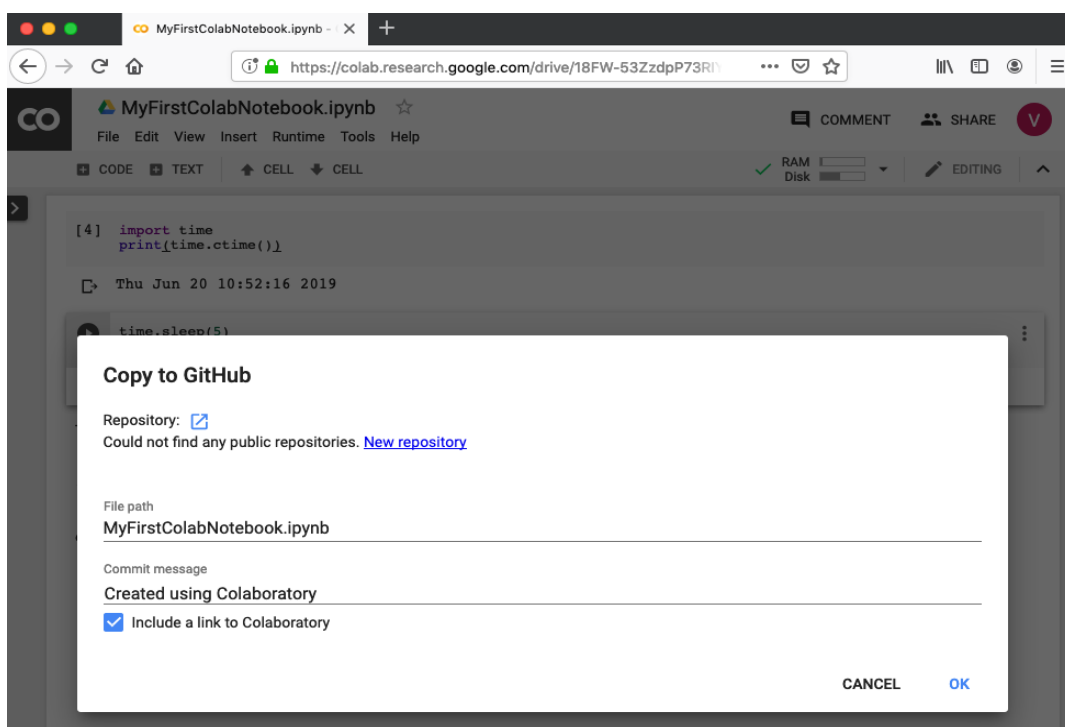 MyFirstColabNotebook.ipynb -
https://colab.research.google.com/drive/18FW-53ZzdpP73RIY
CO MyFirstColabNotebook.ipynb
COMMENT SHARE V
File Edit View Insert Runtime Tools Help
CODE TEXT CELL CELL
RAM
Disk
EDITING
[4] import time
print(time.ctime())
Thu Jun 20 10:52:16 2019
time.sleep(5)
Copy to GitHub
Repository:
Could not find any public repositories. New repository
File path
MyFirstColabNotebook.ipynb
Commit message
Created using Colaboratory
Include a link to Colaboratory
CANCEL OK